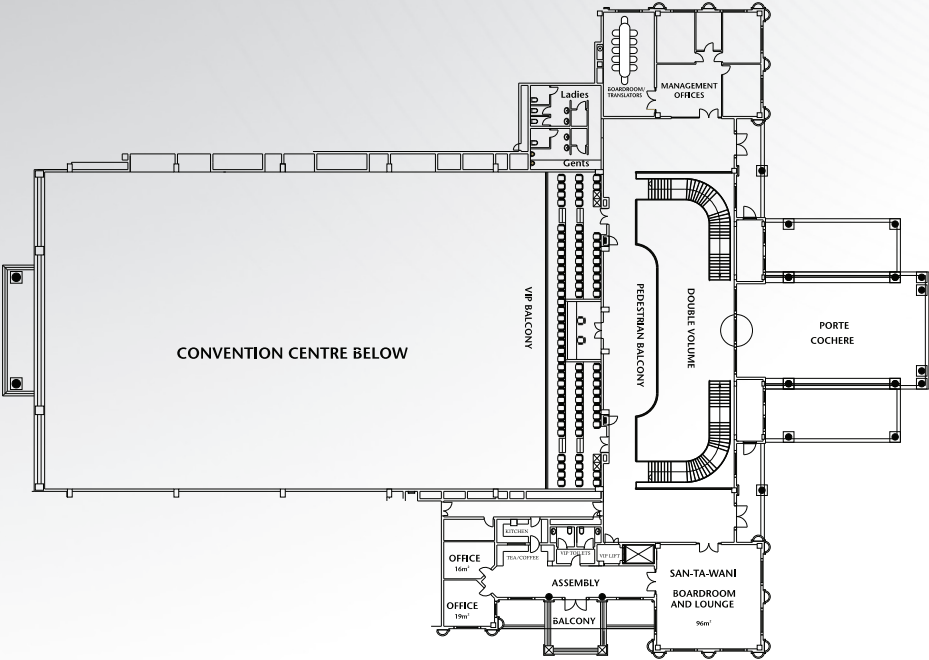 BOARDROOM/
TRANSLATORS
MANAGEMENT
OFFICES
Ladies
Gents
VIP BALCONY
PEDESTRIAN BALCONY
DOUBLE VOLUME
PORTE
COCHERE
CONVENTION CENTRE BELOW
KITCHEN
TEA/COFFEE
VIP TOILETS
VIP LIFT
OFFICE
16m²
OFFICE
19m²
ASSEMBLY
BALCONY
SAN-TA-WANI
BOARDROOM
AND LOUNGE
96m²